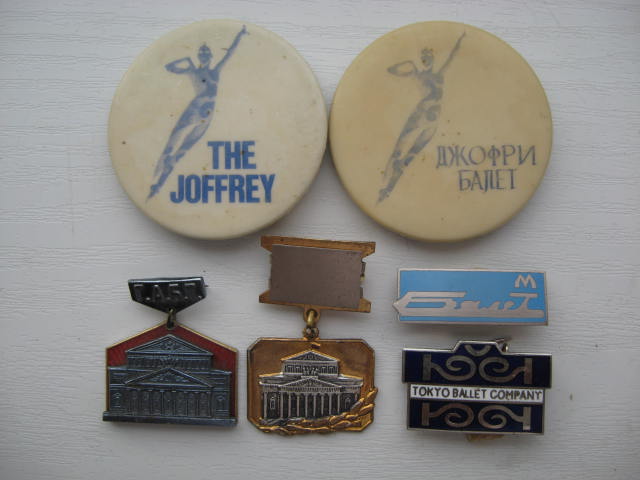 THE
JOFFREY
ДЖОФРИ
БАЛЕТ
Г.А.Б.Т.
М
Балет
TOKYO BALLET COMPANY